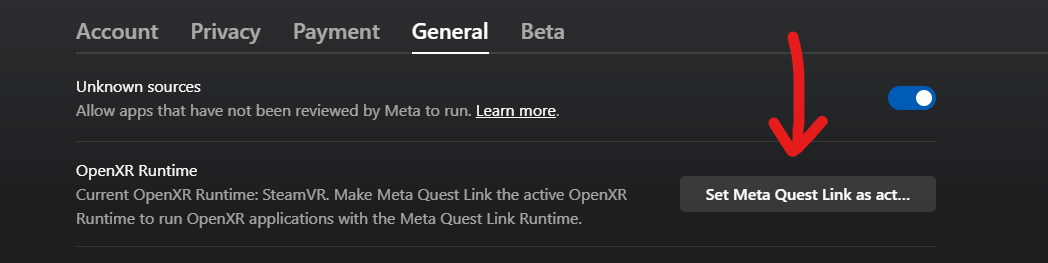 Account Privacy Payment General Beta
Unknown sources
Allow apps that have not been reviewed by Meta to run. Learn more.
OpenXR Runtime
Current OpenXR Runtime: SteamVR. Make Meta Quest Link the active OpenXR
Runtime to run OpenXR applications with the Meta Quest Link Runtime.
Set Meta Quest Link as act...